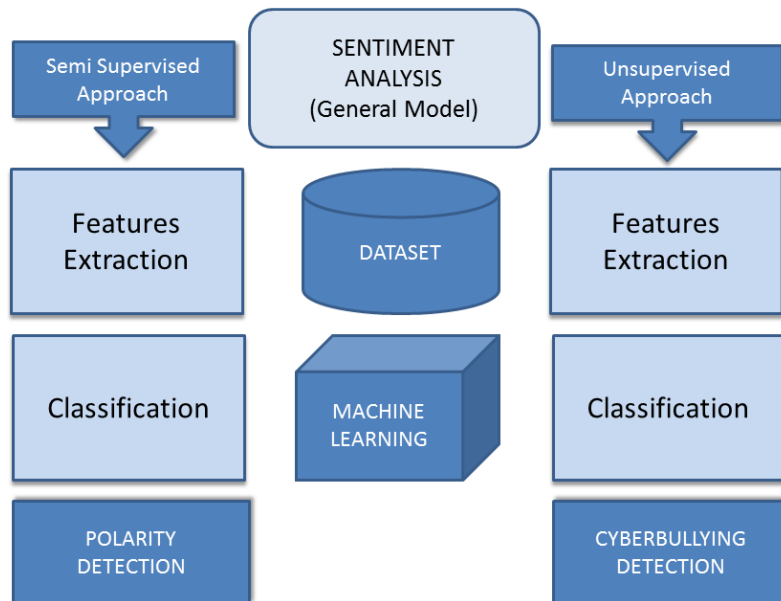 Semi Supervised
Approach
SENTIMENT
ANALYSIS
(General Model)
Unsupervised
Approach
Features
Extraction
DATASET
Features
Extraction
Classification
MACHINE
LEARNING
Classification
POLARITY
DETECTION
CYBERBULLYING
DETECTION